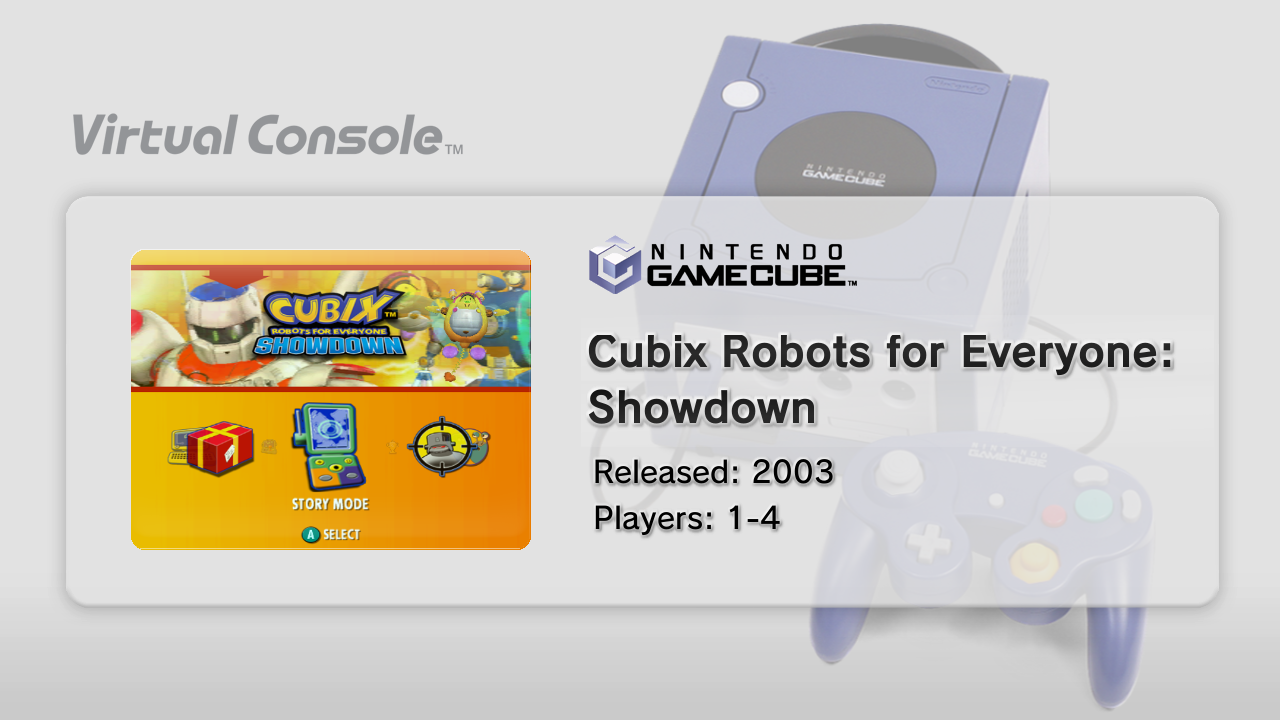 Virtual Console™
Nintendo
NINTENDO
GAMECUBE
NINTENDO
GAMECUBE™
CUBIX™
ROBOTS FOR EVERYONE
SHOWDOWN
STORY MODE
A SELECT
Cubix Robots for Everyone:
Showdown
Released: 2003
Players: 1-4
NINTENDO
GAMECUBE